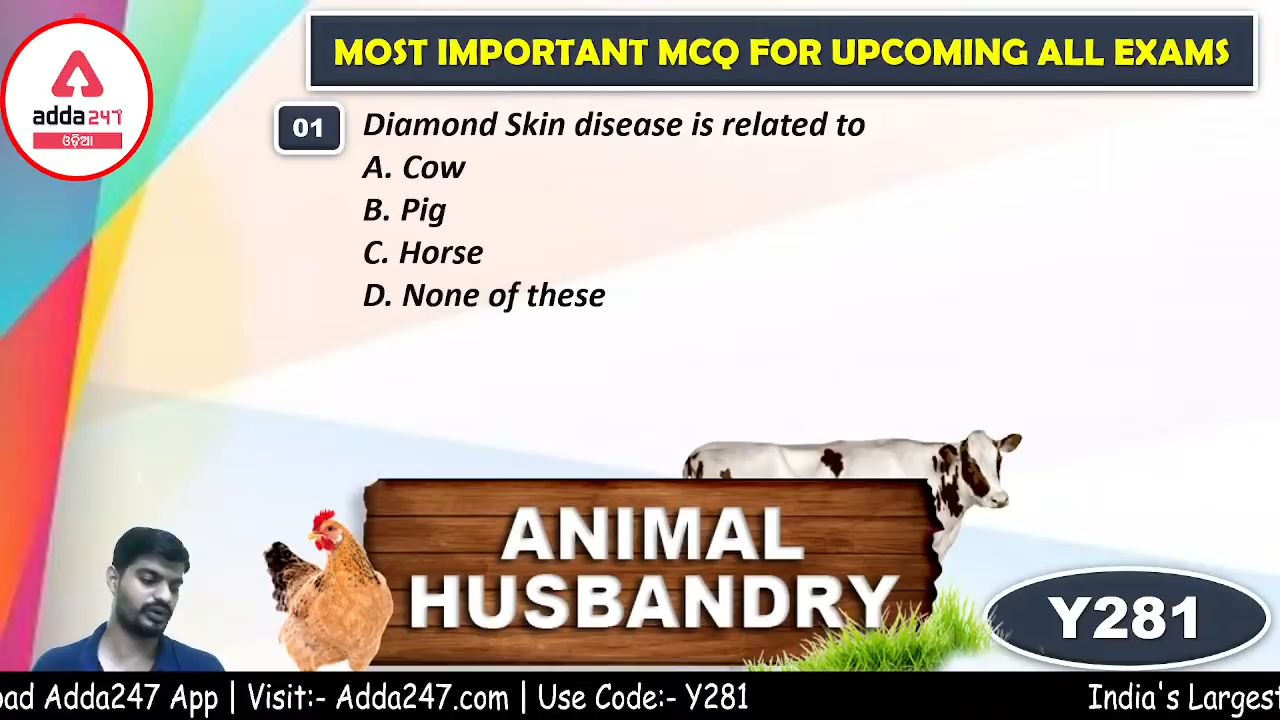 MOST IMPORTANT MCQ FOR UPCOMING ALL EXAMS
adda247
ଓଡ଼ିଆ
01 Diamond Skin disease is related to
A. Cow
B. Pig
C. Horse
D. None of these
ANIMAL
HUSBANDRY
Y281
oad Adda247 App | Visit:- Adda247.com | Use Code:- Y281 India's Largest